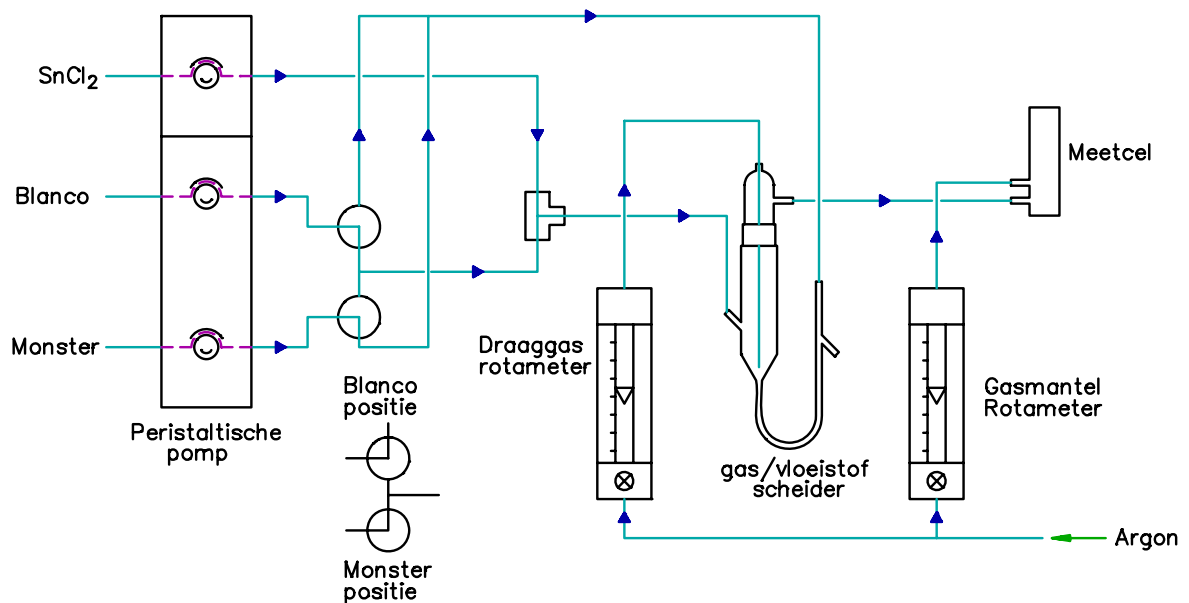 SnCl₂
Blanco
Monster
Peristaltische
pomp
Blanco
positie
Monster
positie
Draaggas
rotameter
gas/vloeistof
scheider
Meetcel
Gasmantel
Rotameter
Argon